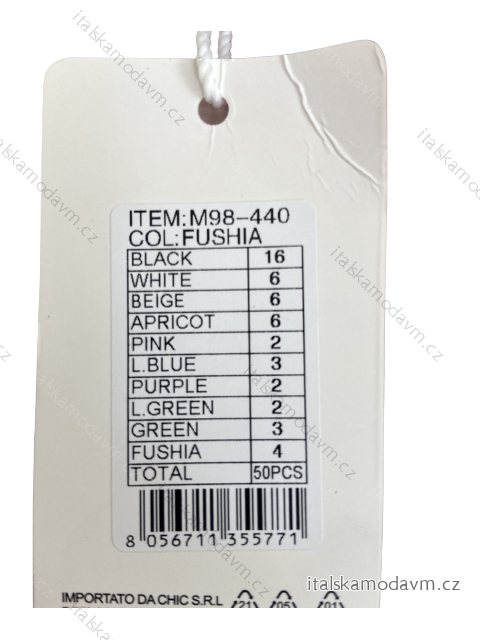 ITEM:M98-440
COL:FUSHIA
BLACK 16
WHITE 6
BEIGE 6
APRICOT 6
PINK 2
L.BLUE 3
PURPLE 2
L.GREEN 2
GREEN 3
FUSHIA 4
TOTAL 50PCS
8 056711 355771
IMPORTATO DA CHIC S.R.L
21 05 01
italskamodavm.cz